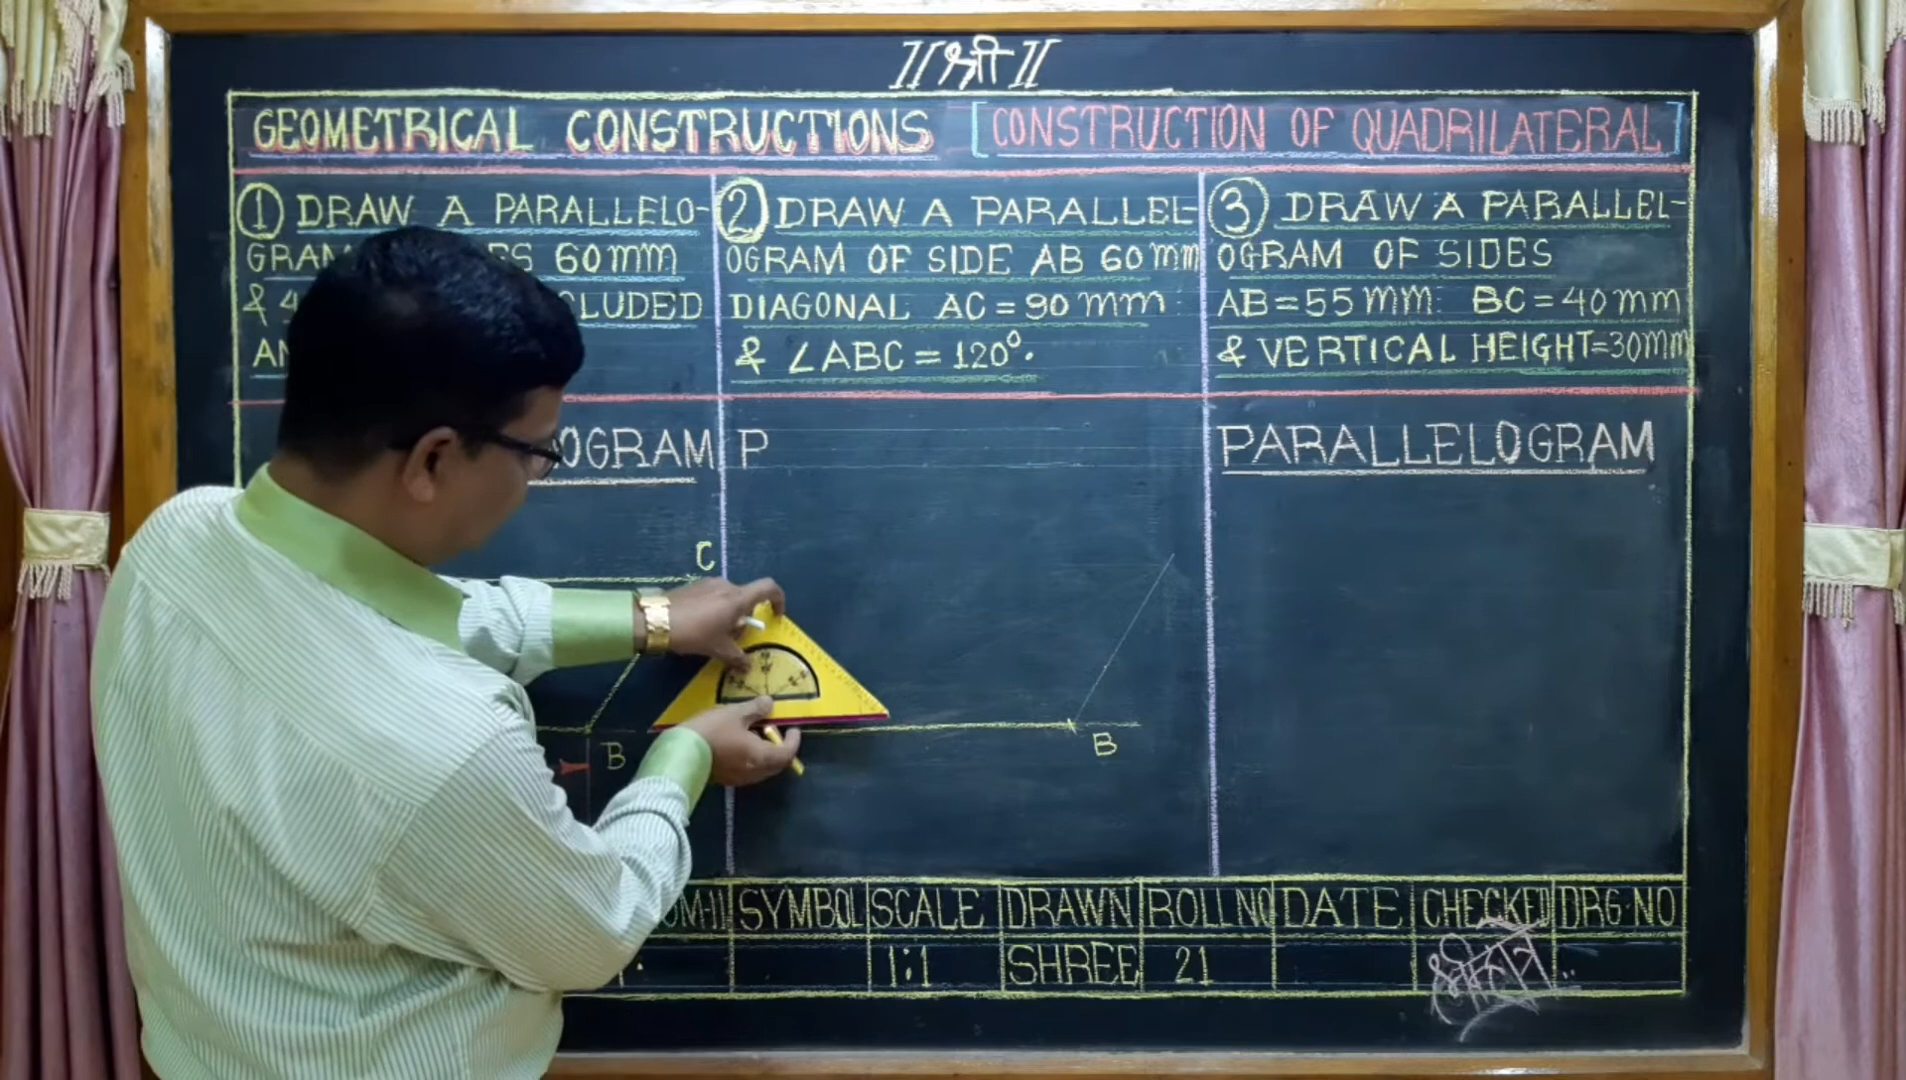 ॥ श्री ॥
GEOMETRICAL CONSTRUCTIONS [CONSTRUCTION OF QUADRILATERAL]
① DRAW A PARALLELO-
60 mm
& 4
② DRAW A PARALLEL-
OGRAM OF SIDE AB 60 mm
DIAGONAL AC = 90 mm
& ∠ABC = 120°.
③ DRAW A PARALLEL-
OGRAM OF SIDES
AB = 55 mm BC = 40 mm
& VERTICAL HEIGHT = 30 mm
OGRAM
P
PARALLELOGRAM
C
B
B
SYMBOL SCALE DRAWN ROLL NO DATE CHECKED DRG. NO
1:1 SHREE 21